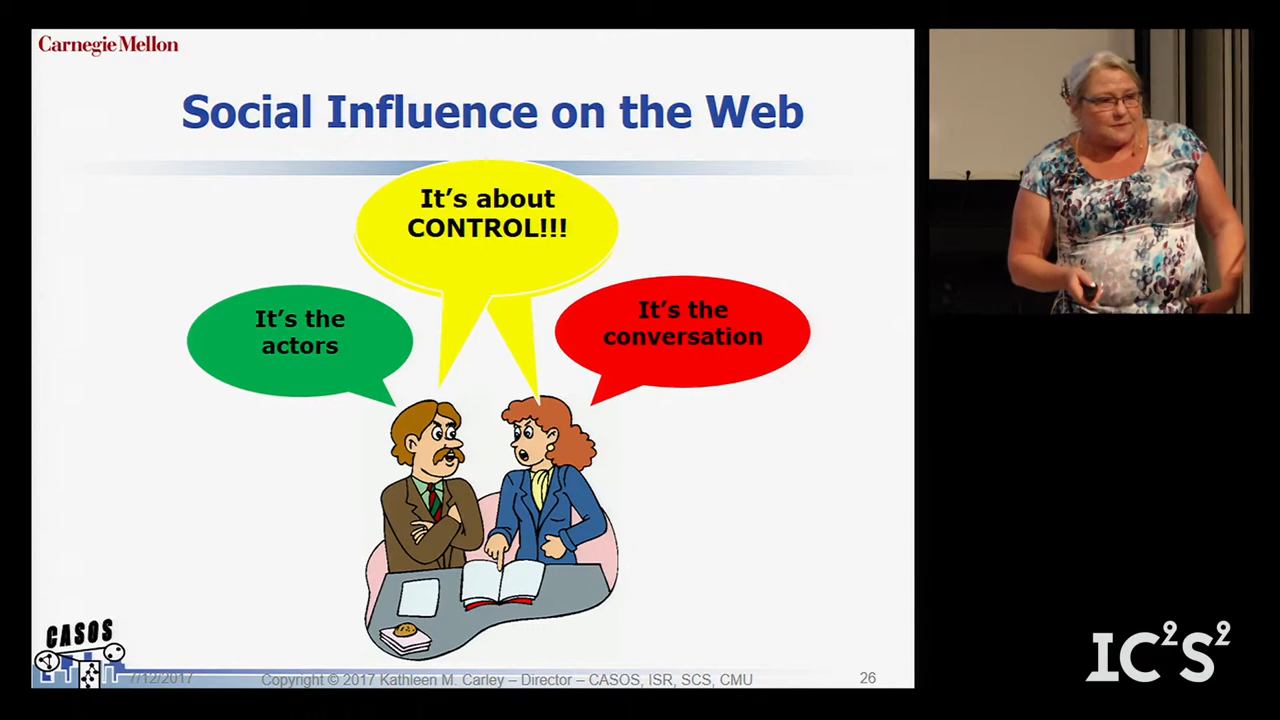 Carnegie Mellon
Social Influence on the Web
It's about
CONTROL!!!
It's the
actors
It's the
conversation
CASOS
7/12/2017
Copyright © 2017 Kathleen M. Carley – Director – CASOS, ISR, SCS, CMU
26
IC²S²